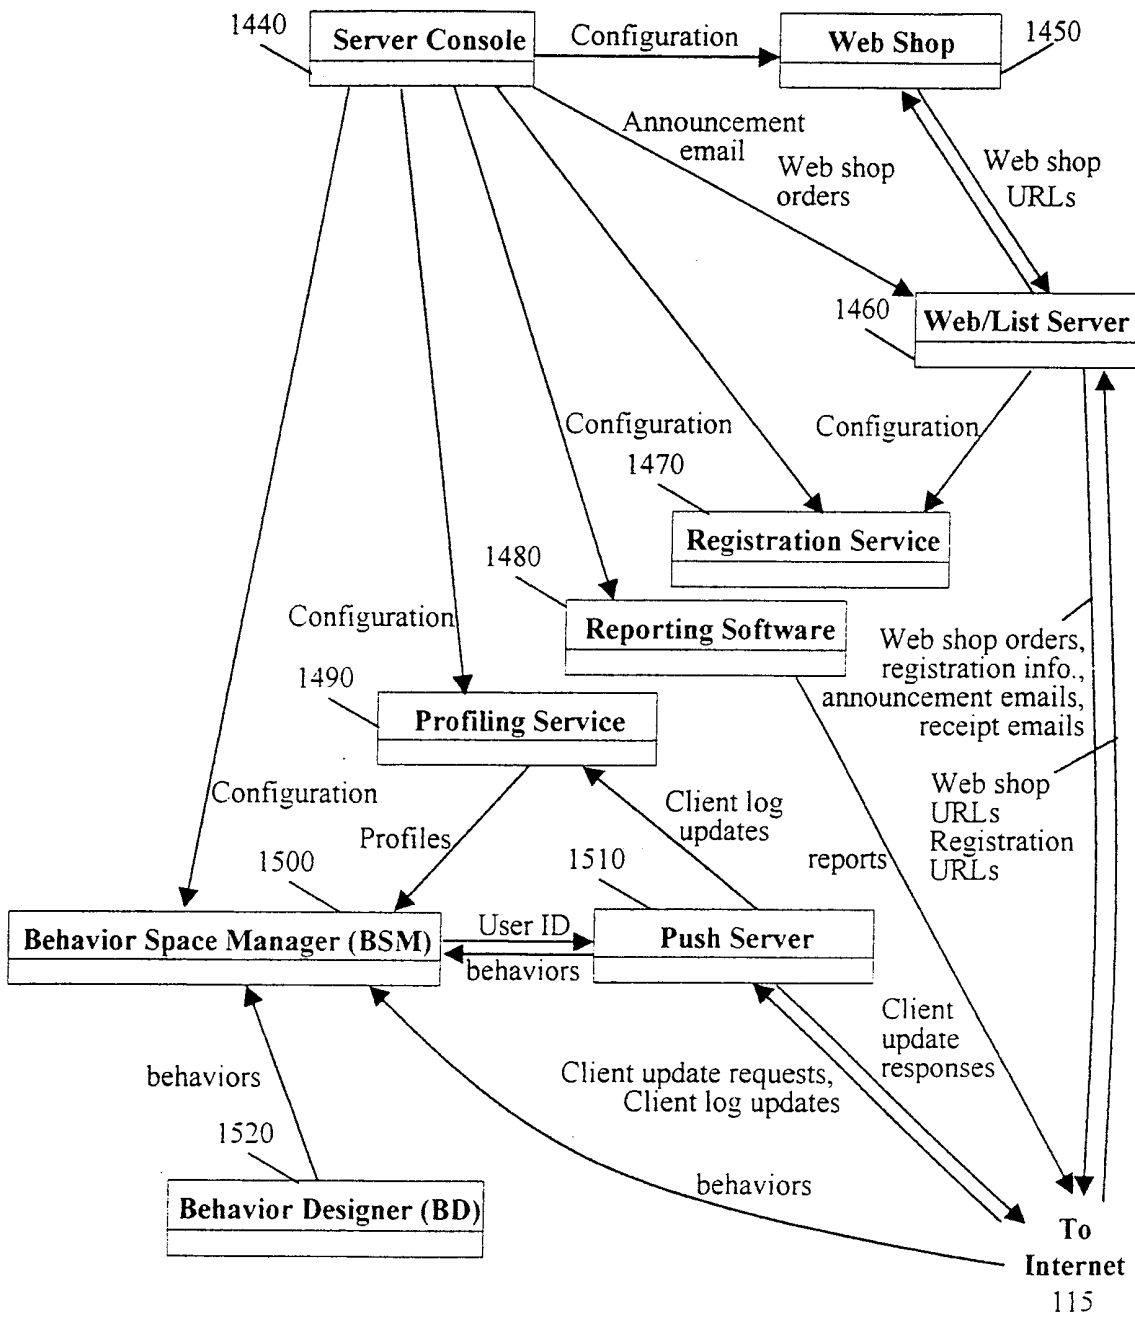 1440
Server Console
Configuration
Web Shop
1450
Announcement
email
Web shop
orders
Web shop
URLs
1460
Web/List Server
Configuration
1470
Configuration
Registration Service
1480
Reporting Software
Configuration
1490
Profiling Service
Web shop orders,
registration info.,
announcement emails,
receipt emails
Web shop
URLs
Registration
URLs
Configuration
Client log
updates
Profiles
reports
1500
1510
Behavior Space Manager (BSM)
User ID
behaviors
Push Server
Client
update
responses
Client update requests,
Client log updates
behaviors
1520
Behavior Designer (BD)
behaviors
To
Internet
115